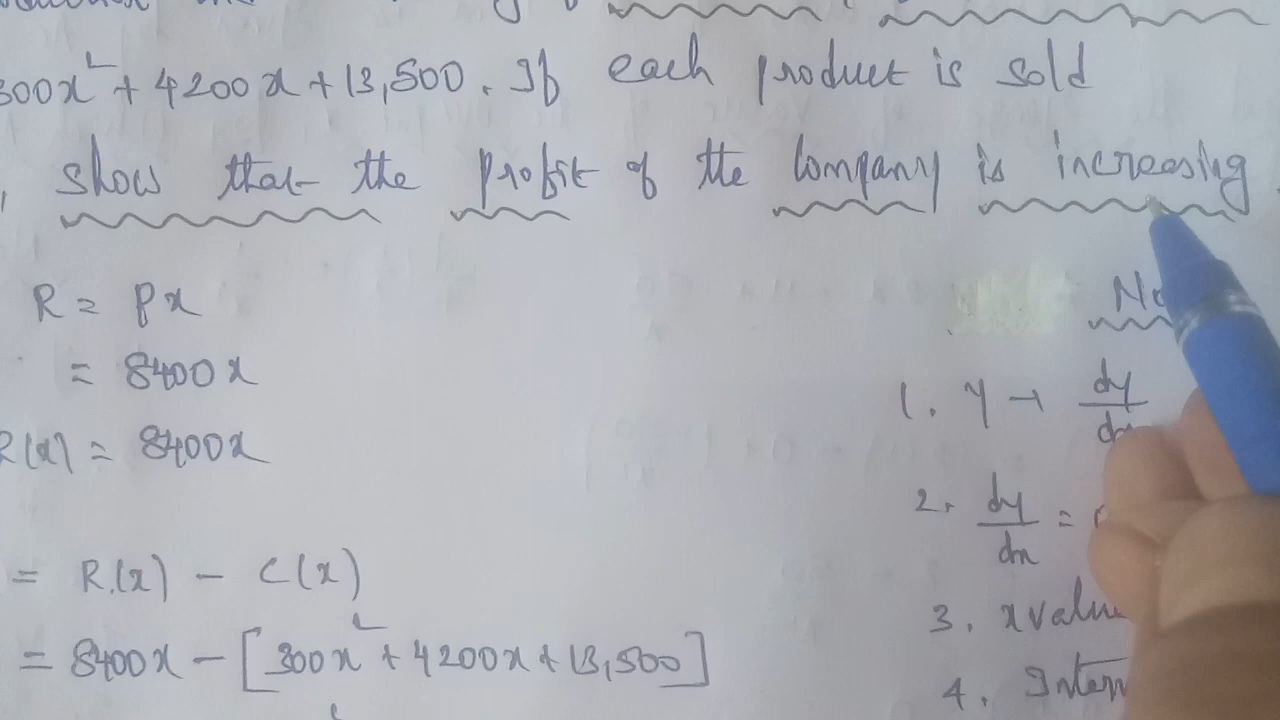 300x² + 4200x + 13,500. If each product is sold
, show that the profit of the Company is increasing
R = px
= 8400x
R(x) = 8400x
= R(x) - C(x)
= 8400x - [300x² + 4200x + 13,500]
1. y → dy/dx
2. dy/dx =
3. x value
4.